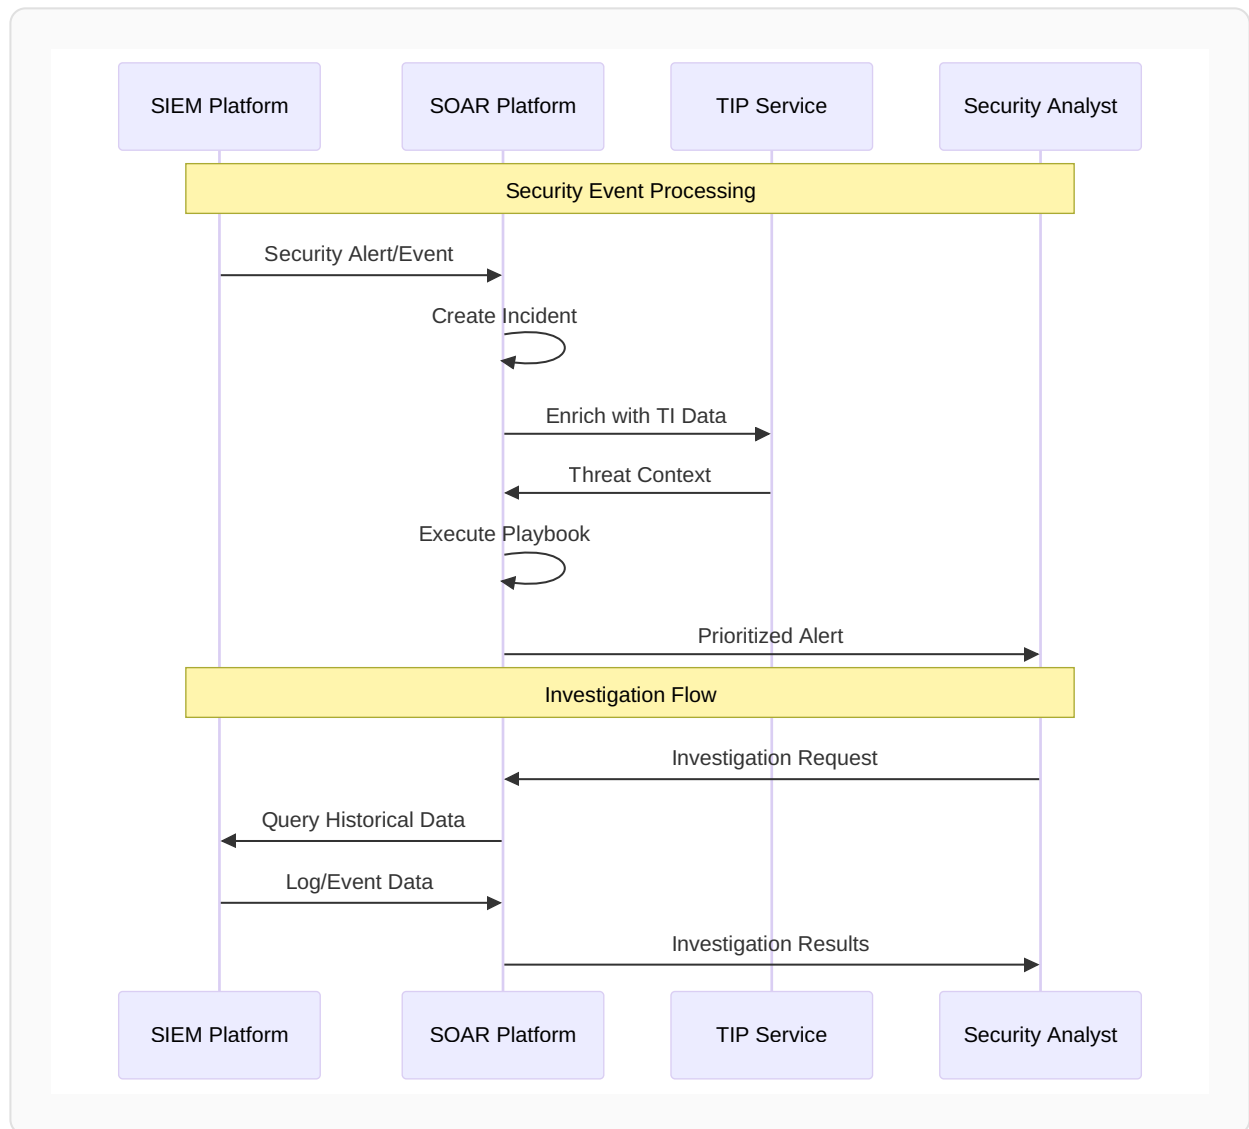 SIEM Platform
SOAR Platform
TIP Service
Security Analyst
Security Event Processing
Security Alert/Event
Create Incident
Enrich with TI Data
Threat Context
Execute Playbook
Prioritized Alert
Investigation Flow
Investigation Request
Query Historical Data
Log/Event Data
Investigation Results
SIEM Platform
SOAR Platform
TIP Service
Security Analyst